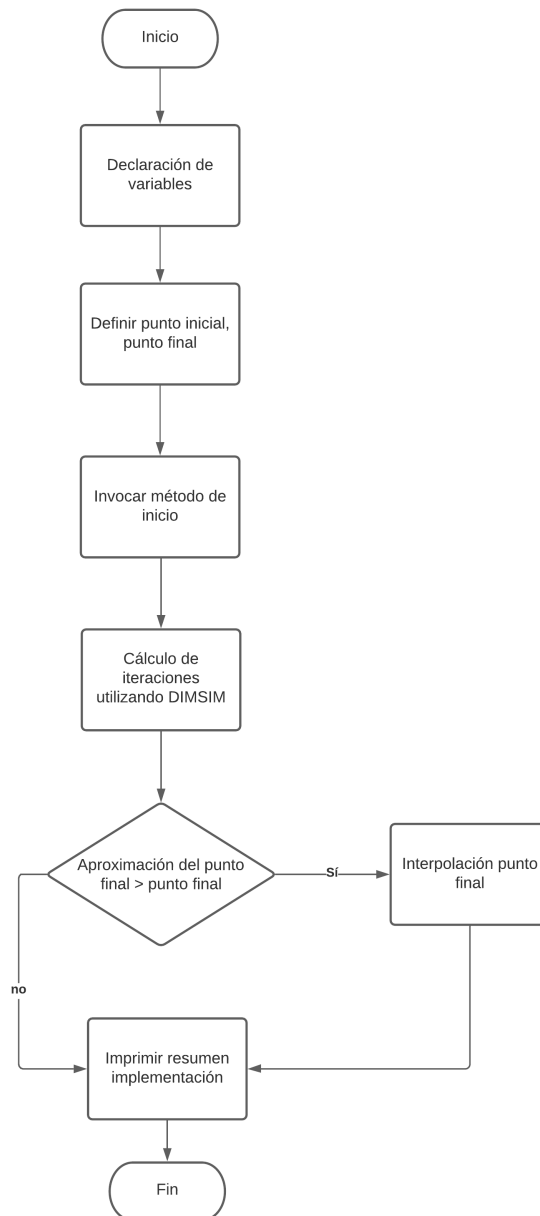 Inicio
Declaración de
variables
Definir punto inicial,
punto final
Invocar método de
inicio
Cálculo de
iteraciones
utilizando DIMSIM
Aproximación del punto
final > punto final
Sí
Interpolación punto
final
no
Imprimir resumen
implementación
Fin